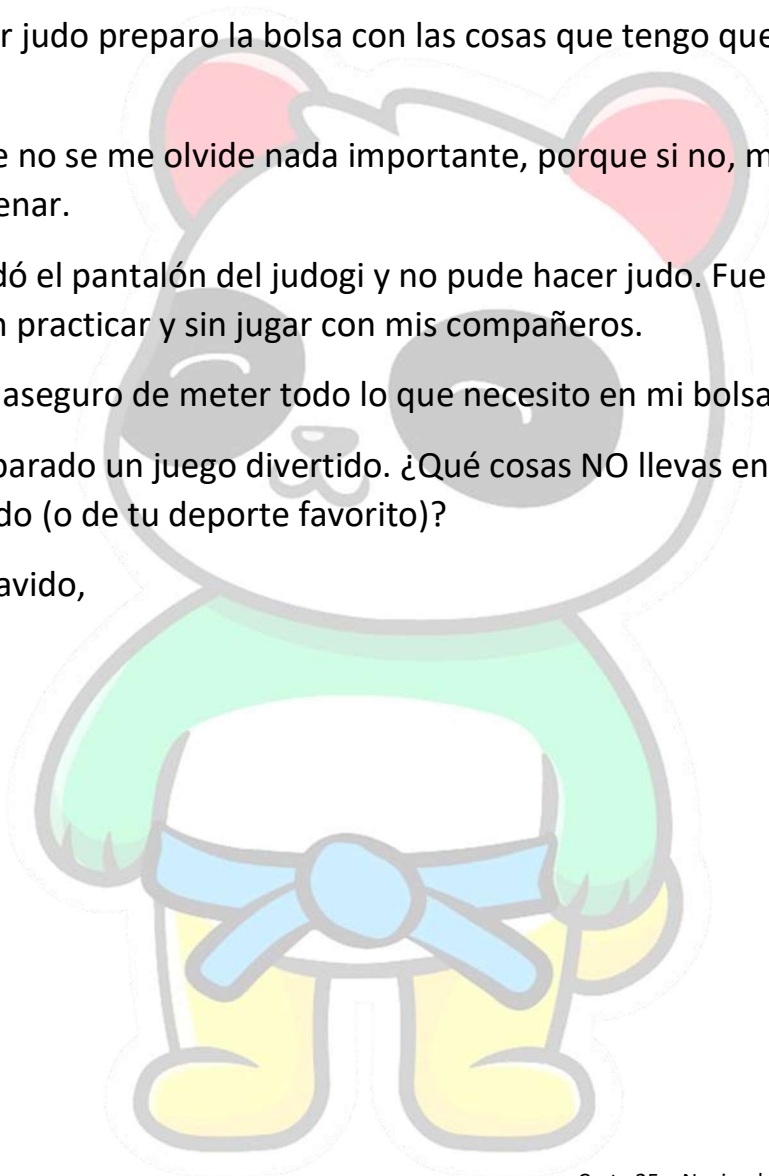 r judo preparo la bolsa con las cosas que tengo que
e no se me olvide nada importante, porque si no, m
enar.
dó el pantalón del judogi y no pude hacer judo. Fue
n practicar y sin jugar con mis compañeros.
aseguro de meter todo lo que necesito en mi bolsa
parado un juego divertido. ¿Qué cosas NO llevas en
do (o de tu deporte favorito)?
avido,